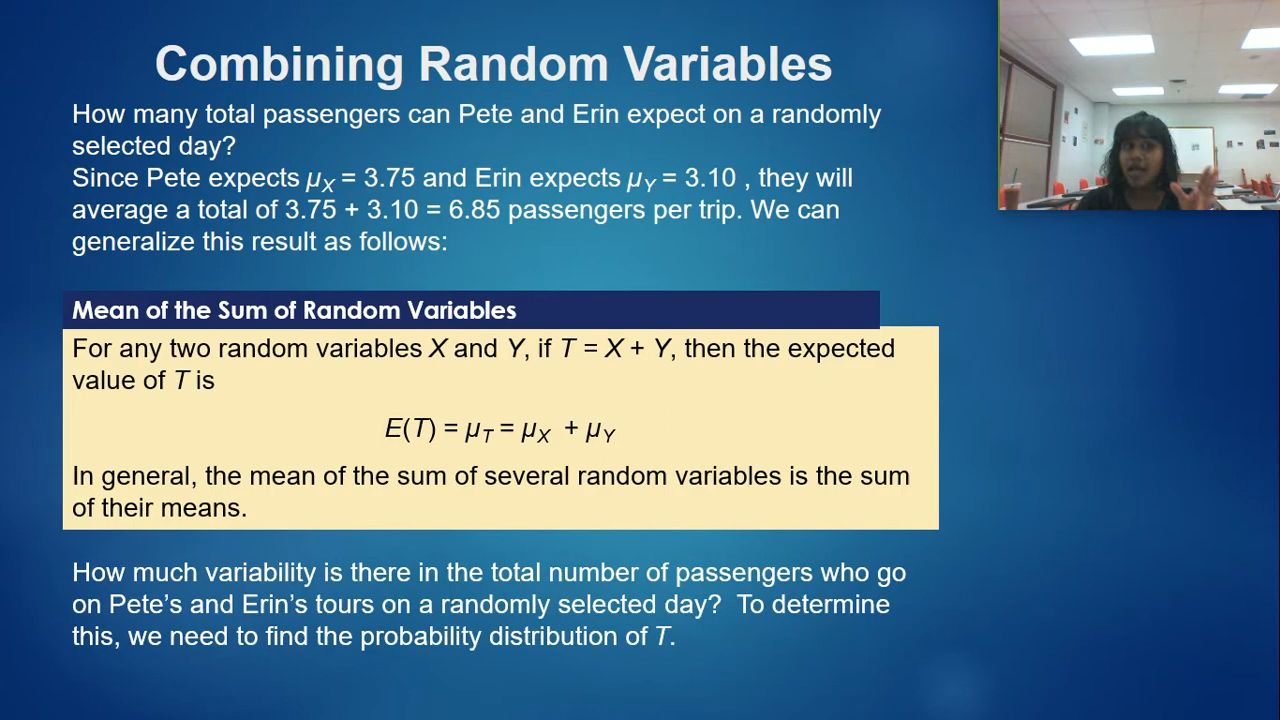 Combining Random Variables
How many total passengers can Pete and Erin expect on a randomly
selected day?
Since Pete expects µX = 3.75 and Erin expects µY = 3.10 , they will
average a total of 3.75 + 3.10 = 6.85 passengers per trip. We can
generalize this result as follows:
Mean of the Sum of Random Variables
For any two random variables X and Y, if T = X + Y, then the expected
value of T is
E(T) = µT = µX + µY
In general, the mean of the sum of several random variables is the sum
of their means.
How much variability is there in the total number of passengers who go
on Pete’s and Erin’s tours on a randomly selected day? To determine
this, we need to find the probability distribution of T.